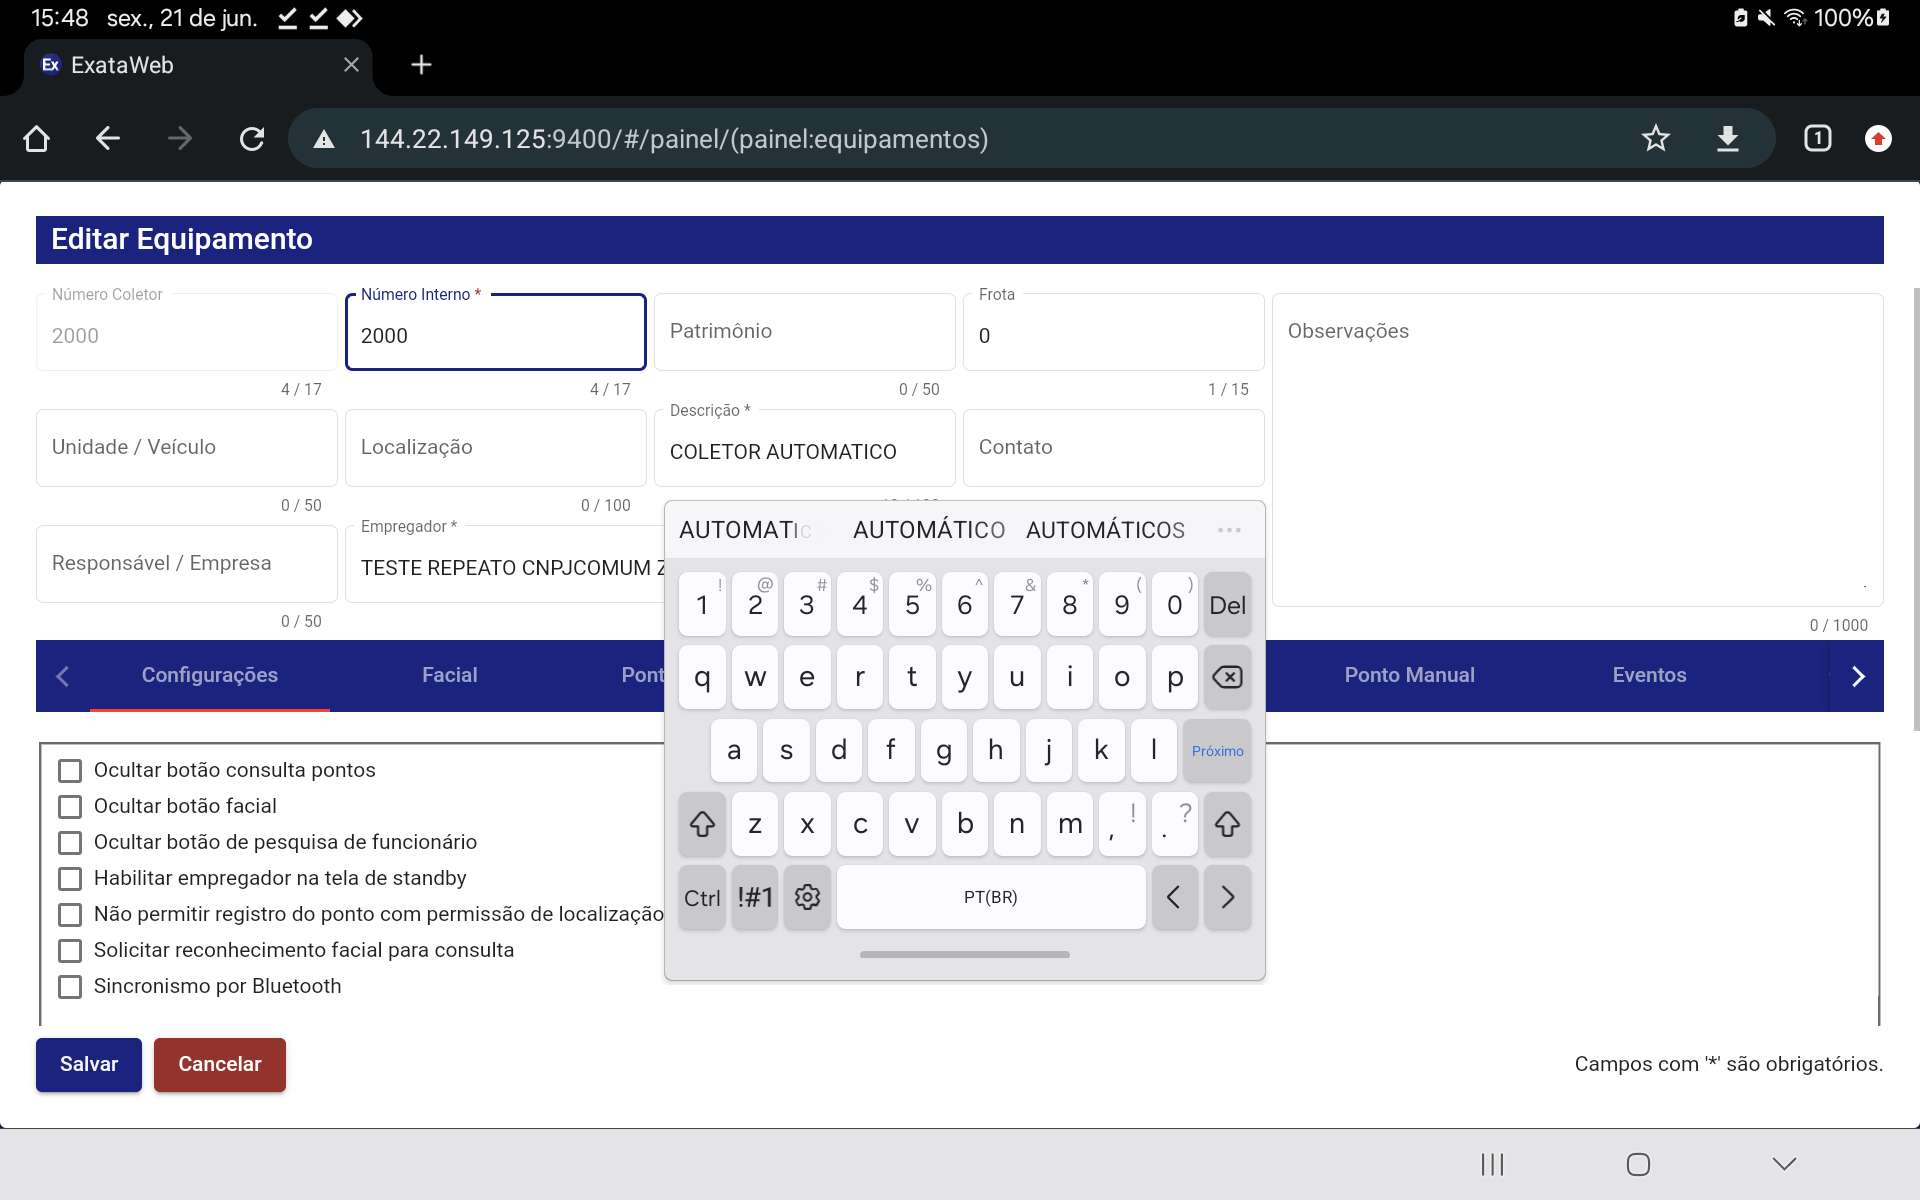 15:48 sex., 21 de jun. 100%
Ex ExataWeb
144.22.149.125:9400/#/painel/(painel:equipamentos) 1
Editar Equipamento
Número Coletor
2000
4 / 17
Número Interno *
2000
4 / 17
Patrimônio
0 / 50
Frota
0
1 / 15
Observações
0 / 1000
Unidade / Veículo
0 / 50
Localização
0 / 100
Descrição *
COLETOR AUTOMATICO
Contato
Responsável / Empresa
0 / 50
Empregador *
TESTE REPEATO CNPJCOMUM Z
Configurações Facial Pont Ponto Manual Eventos
Ocultar botão consulta pontos
Ocultar botão facial
Ocultar botão de pesquisa de funcionário
Habilitar empregador na tela de standby
Não permitir registro do ponto com permissão de localização
Solicitar reconhecimento facial para consulta
Sincronismo por Bluetooth
Salvar Cancelar
Campos com '*' são obrigatórios.
AUTOMATIC AUTOMÁTICO AUTOMÁTICOS ...
! @ # $ % ^ & * ( )
1 2 3 4 5 6 7 8 9 0 Del
q w e r t y u i o p
a s d f g h j k l Próximo
z x c v b n m , ! . ?
Ctrl !#1 PT(BR) < >